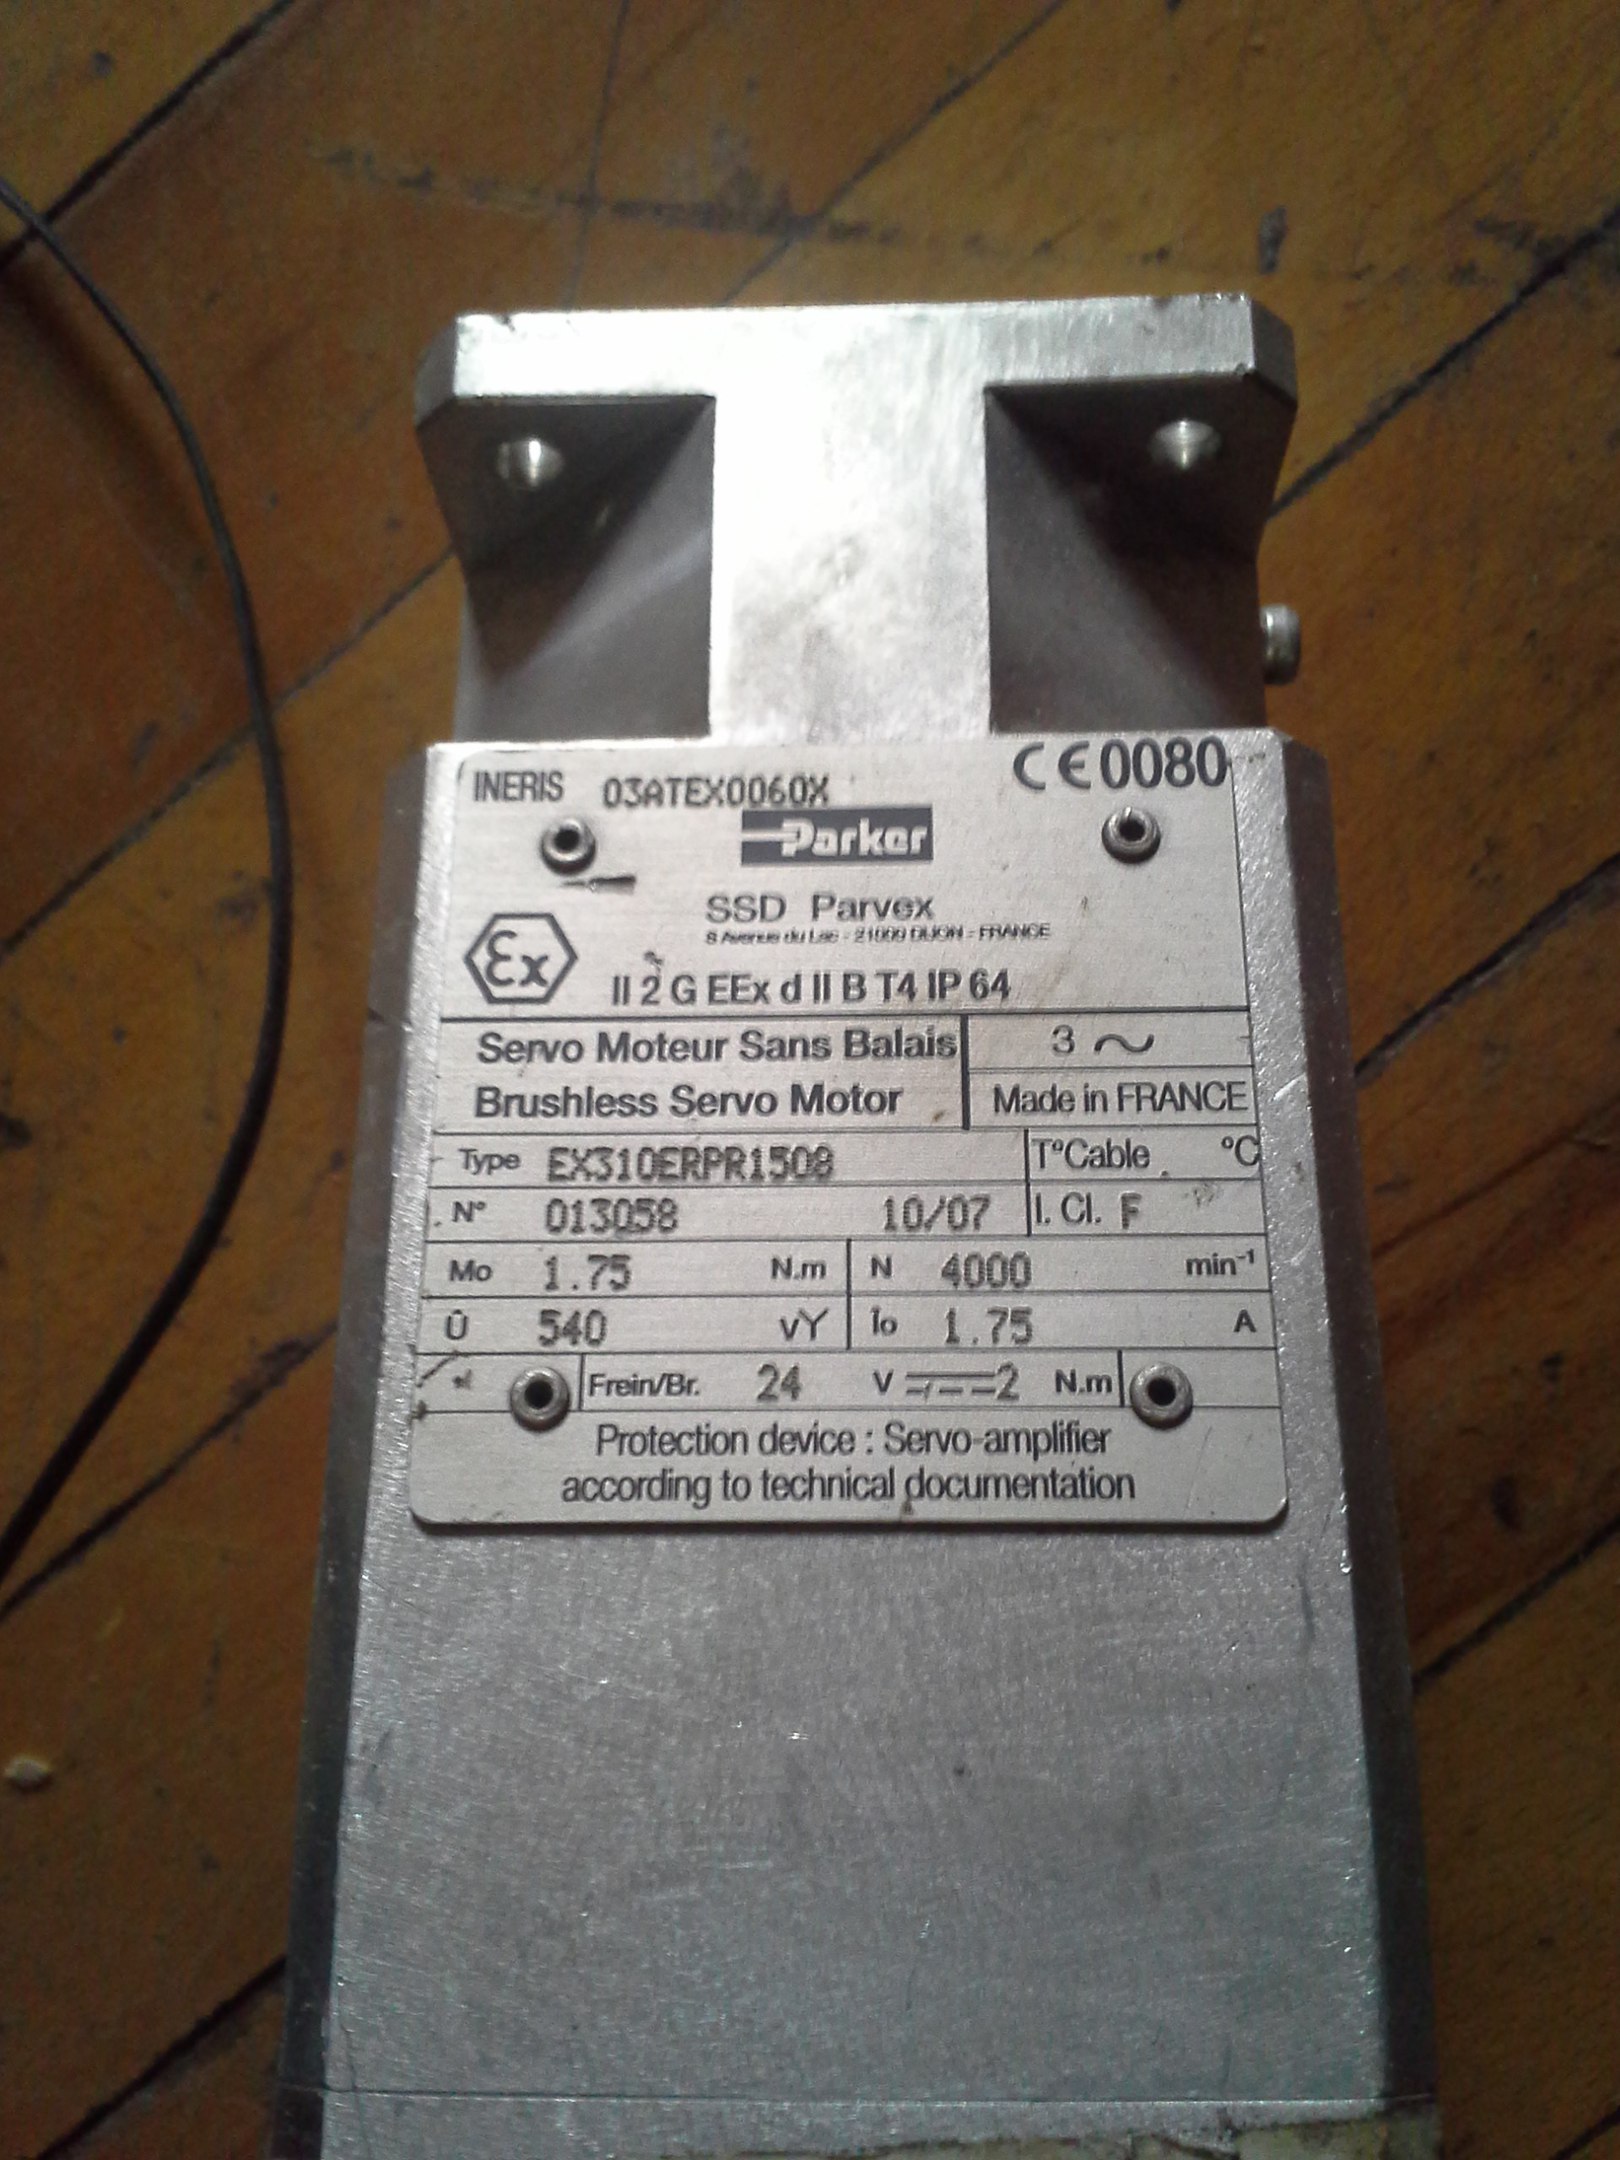 INERIS 03ATEX0060X CE0080
Parker
SSD Parvex
8 Avenue du Lac - 21000 DIJON - FRANCE
Ex II 2 G EEx d II B T4 IP 64
Servo Moteur Sans Balais 3 ~
Brushless Servo Motor Made in FRANCE
Type EX310ERPR1508 T°Cable °C
N° 013058 10/07 I. Cl. F
Mo 1.75 N.m N 4000 min⁻¹
Û 540 vY Îo 1.75 A
Frein/Br. 24 V 2 N.m
Protection device : Servo-amplifier
according to technical documentation